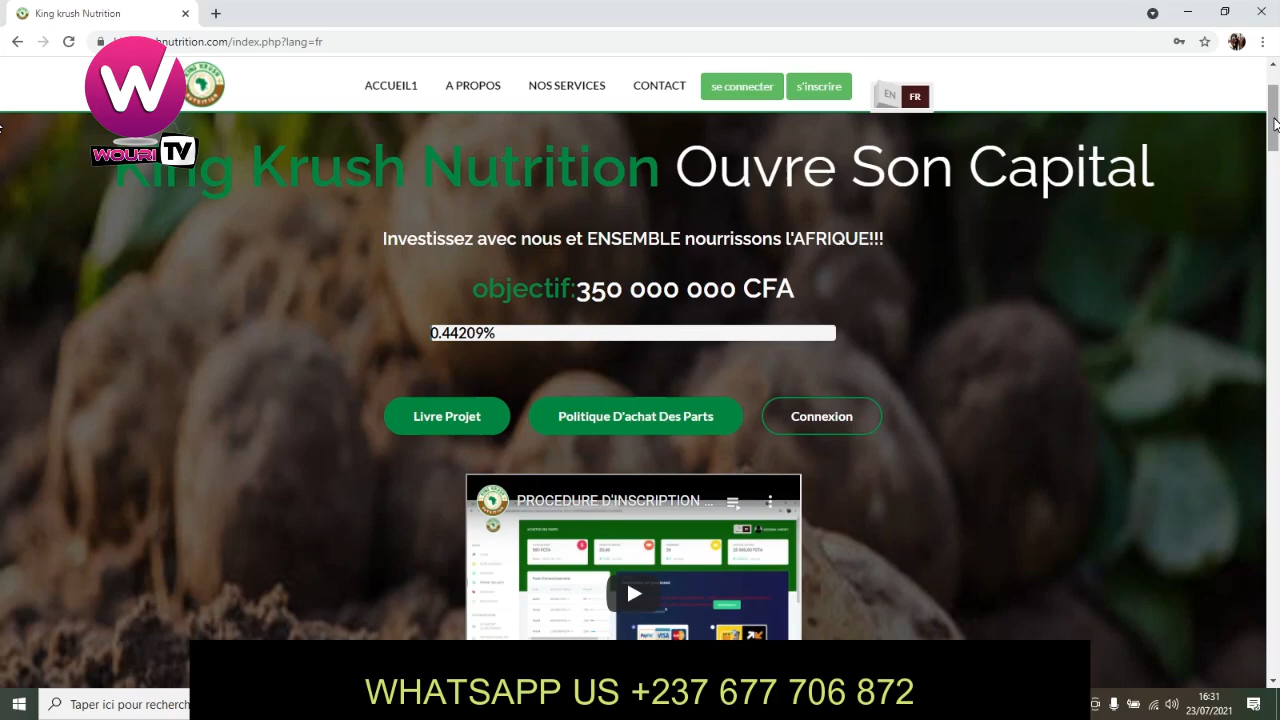 King Krush Nutrition
nutrition.com/index.php?lang=fr
W
WOURI TV
ACCUEIL1
A PROPOS
NOS SERVICES
CONTACT
se connecter
s'inscrire
EN
FR
King Krush Nutrition Ouvre Son Capital
Investissez avec nous et ENSEMBLE nourrissons l'AFRIQUE!!!
objectif:350 000 000 CFA
0.44209%
Livre Projet
Politique D'achat Des Parts
Connexion
PROCEDURE D'INSCRIPTION ...
PayPal VISA
WHATSAPP US +237 677 706 872
Taper ici pour recherch
16:31
23/07/2021